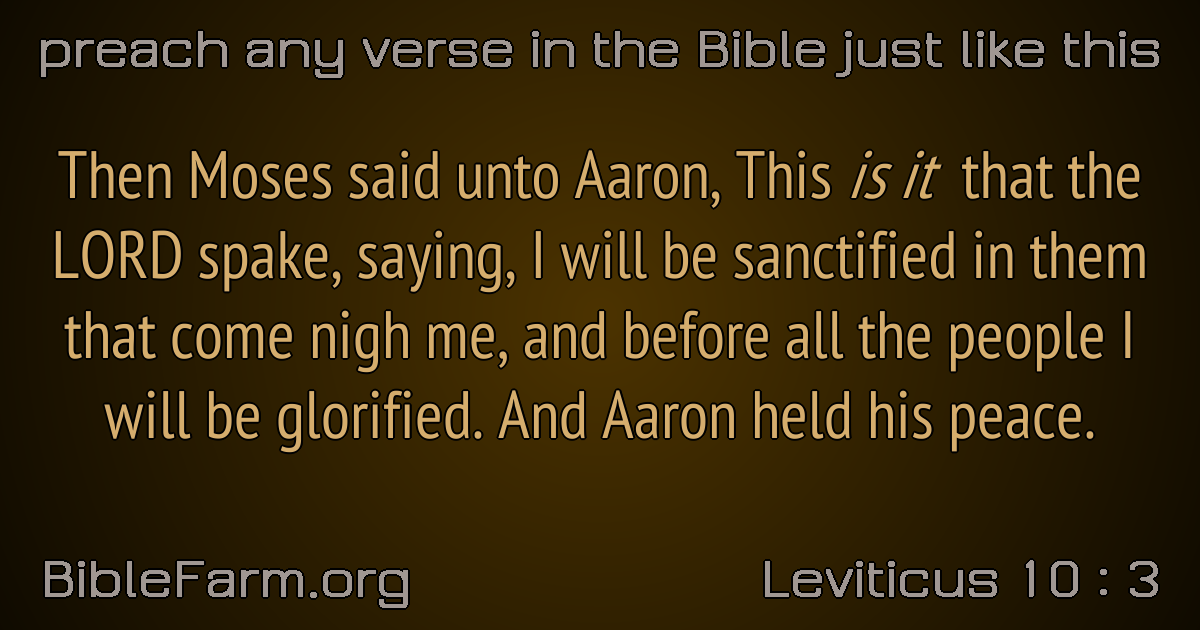 preach any verse in the Bible just like this
Then Moses said unto Aaron, This is it that the
LORD spake, saying, I will be sanctified in them
that come nigh me, and before all the people I
will be glorified. And Aaron held his peace.
BibleFarm.org
Leviticus 10 : 3